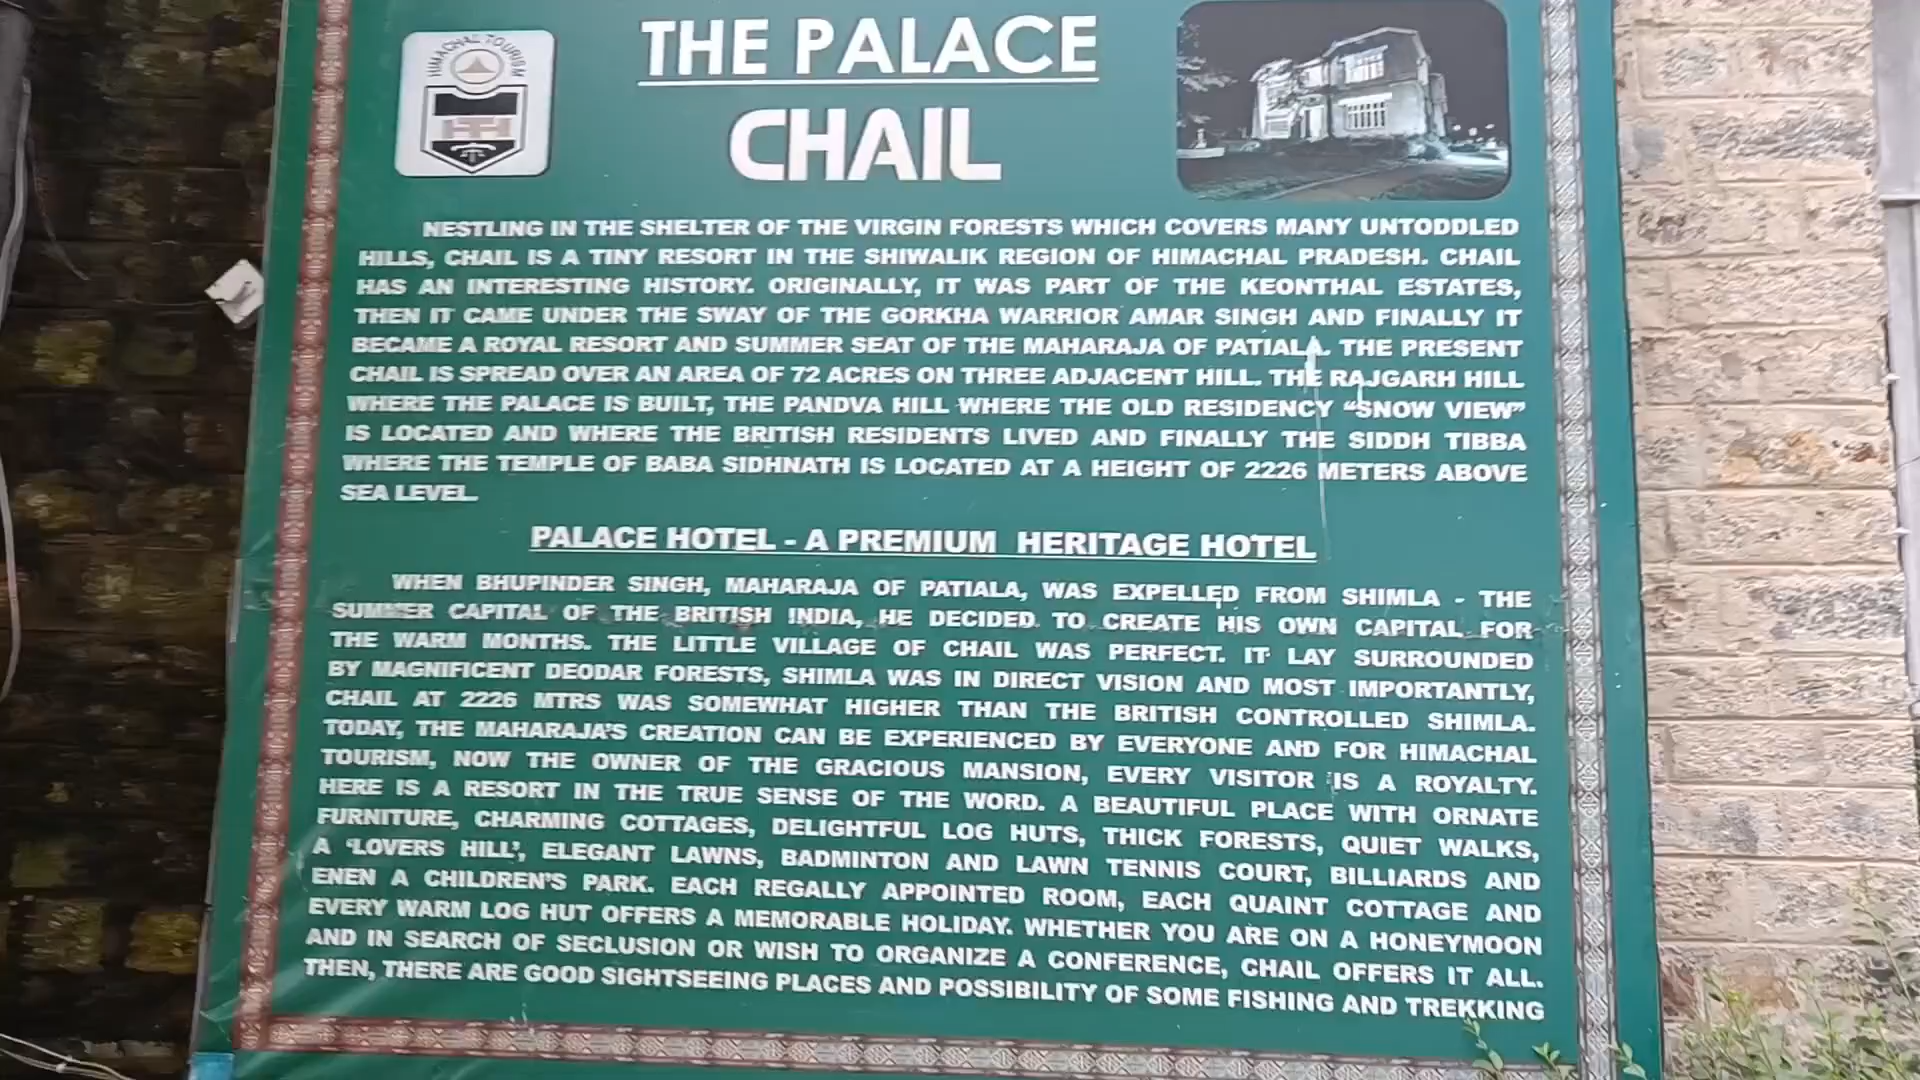 HIMACHAL TOURISM
THE PALACE
CHAIL
NESTLING IN THE SHELTER OF THE VIRGIN FORESTS WHICH COVERS MANY UNTODDLED
HILLS, CHAIL IS A TINY RESORT IN THE SHIWALIK REGION OF HIMACHAL PRADESH. CHAIL
HAS AN INTERESTING HISTORY. ORIGINALLY, IT WAS PART OF THE KEONTHAL ESTATES,
THEN IT CAME UNDER THE SWAY OF THE GORKHA WARRIOR AMAR SINGH AND FINALLY IT
BECAME A ROYAL RESORT AND SUMMER SEAT OF THE MAHARAJA OF PATIALA. THE PRESENT
CHAIL IS SPREAD OVER AN AREA OF 72 ACRES ON THREE ADJACENT HILL. THE RAJGARH HILL
WHERE THE PALACE IS BUILT, THE PANDVA HILL WHERE THE OLD RESIDENCY “SNOW VIEW”
IS LOCATED AND WHERE THE BRITISH RESIDENTS LIVED AND FINALLY THE SIDDH TIBBA
WHERE THE TEMPLE OF BABA SIDHNATH IS LOCATED AT A HEIGHT OF 2226 METERS ABOVE
SEA LEVEL.
PALACE HOTEL - A PREMIUM HERITAGE HOTEL
WHEN BHUPINDER SINGH, MAHARAJA OF PATIALA, WAS EXPELLED FROM SHIMLA - THE
SUMMER CAPITAL OF THE BRITISH INDIA, HE DECIDED TO CREATE HIS OWN CAPITAL FOR
THE WARM MONTHS. THE LITTLE VILLAGE OF CHAIL WAS PERFECT. IT LAY SURROUNDED
BY MAGNIFICENT DEODAR FORESTS, SHIMLA WAS IN DIRECT VISION AND MOST IMPORTANTLY,
CHAIL AT 2226 MTRS WAS SOMEWHAT HIGHER THAN THE BRITISH CONTROLLED SHIMLA.
TODAY, THE MAHARAJA'S CREATION CAN BE EXPERIENCED BY EVERYONE AND FOR HIMACHAL
TOURISM, NOW THE OWNER OF THE GRACIOUS MANSION, EVERY VISITOR IS A ROYALTY.
HERE IS A RESORT IN THE TRUE SENSE OF THE WORD. A BEAUTIFUL PLACE WITH ORNATE
FURNITURE, CHARMING COTTAGES, DELIGHTFUL LOG HUTS, THICK FORESTS, QUIET WALKS,
A ‘LOVERS HILL’, ELEGANT LAWNS, BADMINTON AND LAWN TENNIS COURT, BILLIARDS AND
ENEN A CHILDREN'S PARK. EACH REGALLY APPOINTED ROOM, EACH QUAINT COTTAGE AND
EVERY WARM LOG HUT OFFERS A MEMORABLE HOLIDAY. WHETHER YOU ARE ON A HONEYMOON
AND IN SEARCH OF SECLUSION OR WISH TO ORGANIZE A CONFERENCE, CHAIL OFFERS IT ALL.
THEN, THERE ARE GOOD SIGHTSEEING PLACES AND POSSIBILITY OF SOME FISHING AND TREKKING